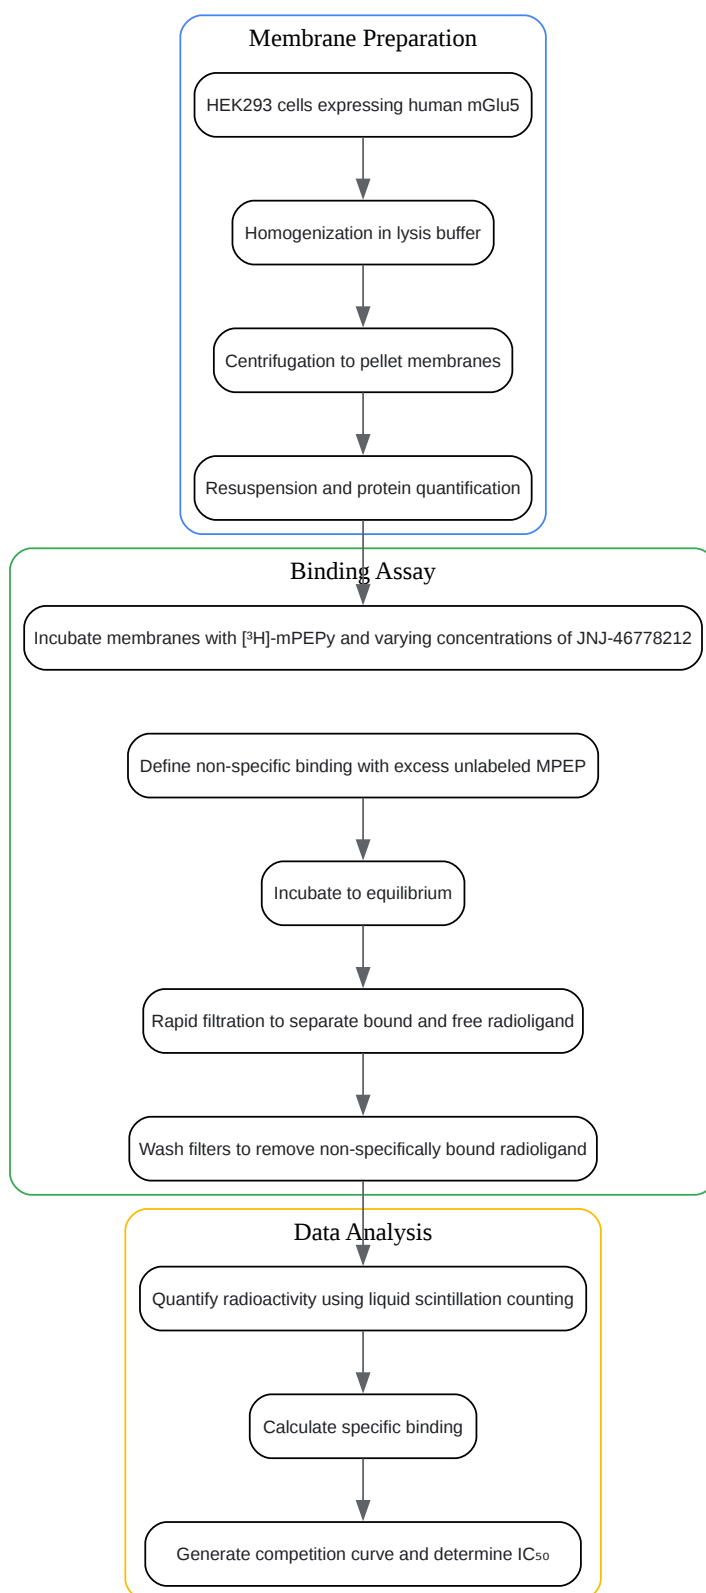 Membrane Preparation
HEK293 cells expressing human mGlu5
Homogenization in lysis buffer
Centrifugation to pellet membranes
Resuspension and protein quantification
Binding Assay
Incubate membranes with [³H]-mPEPy and varying concentrations of JNJ-46778212
Define non-specific binding with excess unlabeled MPEP
Incubate to equilibrium
Rapid filtration to separate bound and free radioligand
Wash filters to remove non-specifically bound radioligand
Data Analysis
Quantify radioactivity using liquid scintillation counting
Calculate specific binding
Generate competition curve and determine IC₅₀